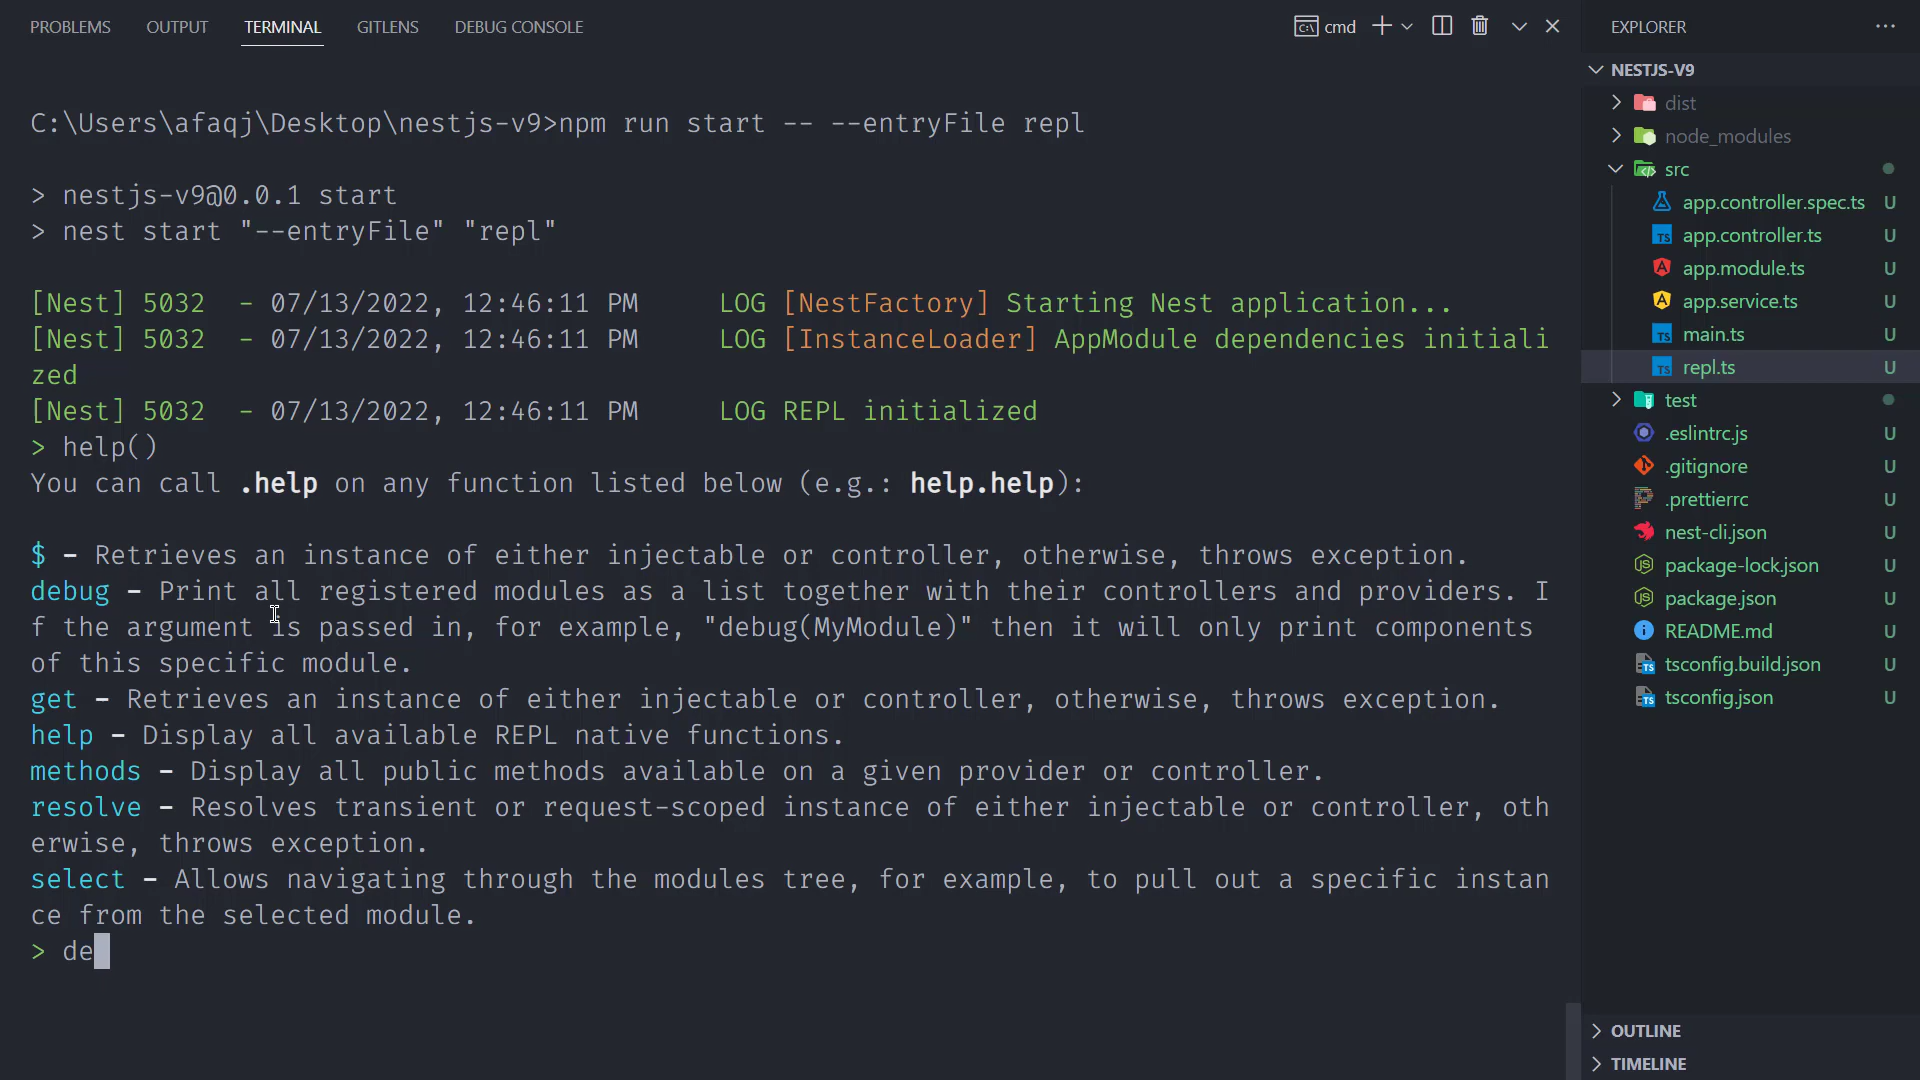 PROBLEMS OUTPUT TERMINAL GITLENS DEBUG CONSOLE cmd
C:\Users\afaqj\Desktop\nestjs-v9>npm run start -- --entryFile repl
> nestjs-v9@0.0.1 start
> nest start "--entryFile" "repl"
[Nest] 5032  - 07/13/2022, 12:46:11 PM     LOG [NestFactory] Starting Nest application...
[Nest] 5032  - 07/13/2022, 12:46:11 PM     LOG [InstanceLoader] AppModule dependencies initiali
zed
[Nest] 5032  - 07/13/2022, 12:46:11 PM     LOG REPL initialized
> help()
You can call .help on any function listed below (e.g.: help.help):
$ - Retrieves an instance of either injectable or controller, otherwise, throws exception.
debug - Print all registered modules as a list together with their controllers and providers. I
f the argument is passed in, for example, "debug(MyModule)" then it will only print components
of this specific module.
get - Retrieves an instance of either injectable or controller, otherwise, throws exception.
help - Display all available REPL native functions.
methods - Display all public methods available on a given provider or controller.
resolve - Resolves transient or request-scoped instance of either injectable or controller, oth
erwise, throws exception.
select - Allows navigating through the modules tree, for example, to pull out a specific instan
ce from the selected module.
> de
EXPLORER
NESTJS-V9
dist
node_modules
src
app.controller.spec.ts U
app.controller.ts U
app.module.ts U
app.service.ts U
main.ts U
repl.ts U
test
.eslintrc.js U
.gitignore U
.prettierrc U
nest-cli.json U
package-lock.json U
package.json U
README.md U
tsconfig.build.json U
tsconfig.json U
OUTLINE
TIMELINE